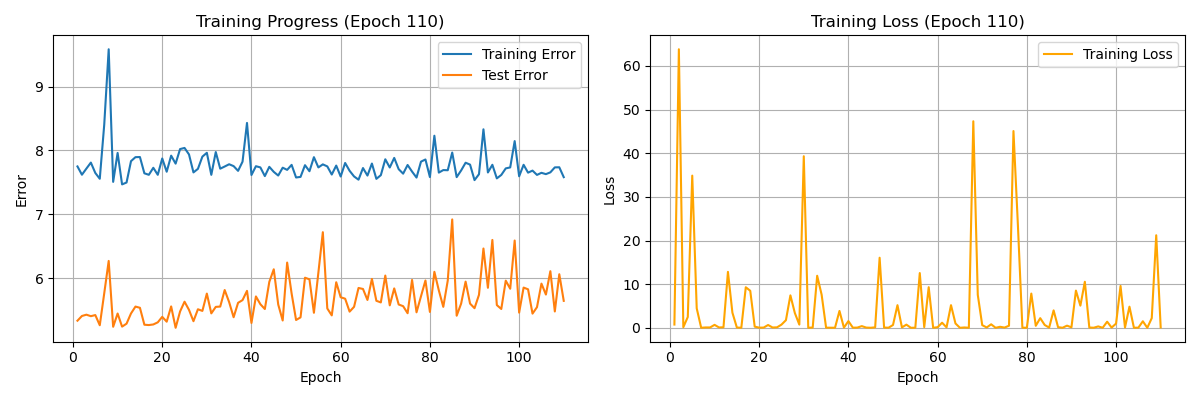 Training Progress (Epoch 110)
Training Error
Test Error
9
8
7
6
Error
0
20
40
60
80
100
Epoch
Training Loss (Epoch 110)
Training Loss
60
50
40
30
20
10
0
Loss
0
20
40
60
80
100
Epoch